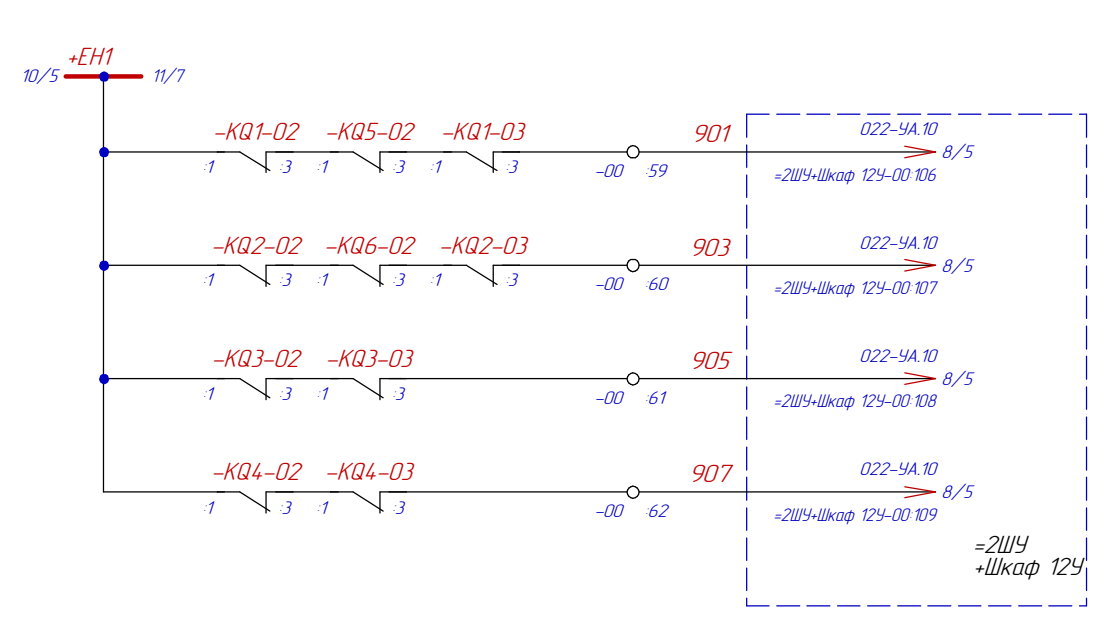 +EH1
10/5 11/7
-KQ1-02 -KQ5-02 -KQ1-03 901 022-УА.10
:1 :3 :1 :3 :1 :3 -00 :59 8/5
=2ШУ+Шкаф 12У-00:106
-KQ2-02 -KQ6-02 -KQ2-03 903 022-УА.10
:1 :3 :1 :3 :1 :3 -00 :60 8/5
=2ШУ+Шкаф 12У-00:107
-KQ3-02 -KQ3-03 905 022-УА.10
:1 :3 :1 :3 -00 :61 8/5
=2ШУ+Шкаф 12У-00:108
-KQ4-02 -KQ4-03 907 022-УА.10
:1 :3 :1 :3 -00 :62 8/5
=2ШУ+Шкаф 12У-00:109
=2ШУ
+Шкаф 12У